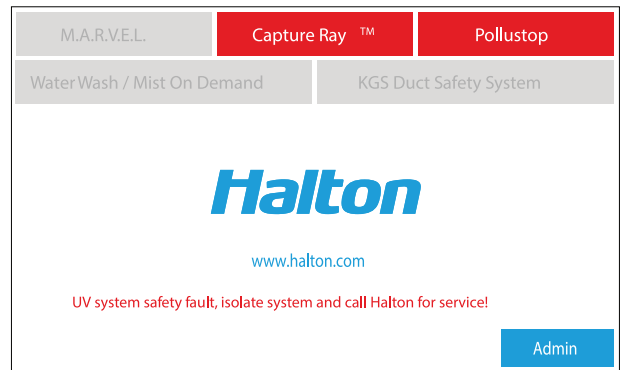 M.A.R.V.E.L. Capture Ray ™ Pollustop
Water Wash / Mist On Demand KGS Duct Safety System
Halton
www.halton.com
UV system safety fault, isolate system and call Halton for service!
Admin